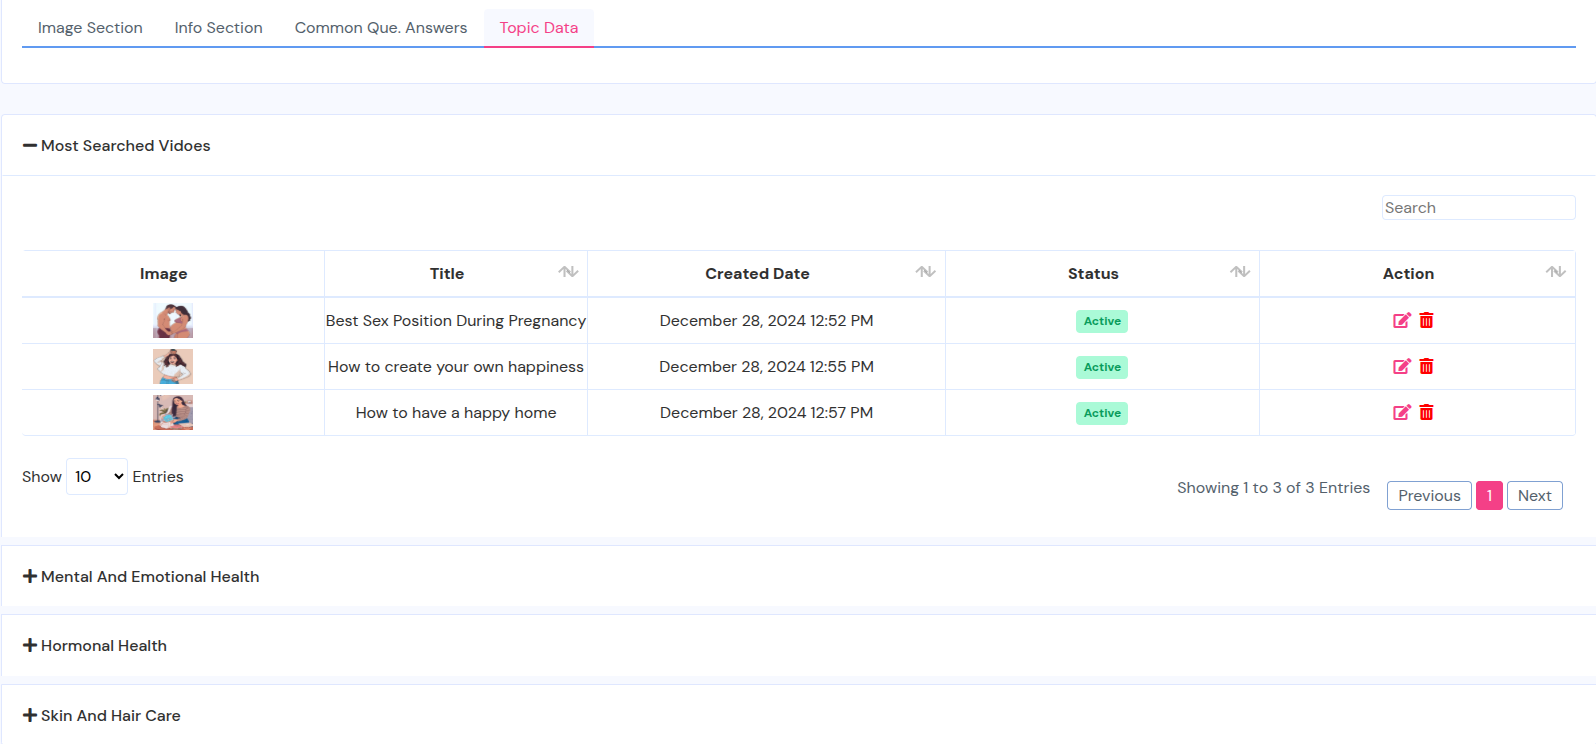 Image Section Info Section Common Que. Answers Topic Data
Most Searched Vidoes
Search
Image Title Created Date Status Action
Best Sex Position During Pregnancy December 28, 2024 12:52 PM Active
How to create your own happiness December 28, 2024 12:55 PM Active
How to have a happy home December 28, 2024 12:57 PM Active
Show 10 Entries
Showing 1 to 3 of 3 Entries Previous 1 Next
Mental And Emotional Health
Hormonal Health
Skin And Hair Care